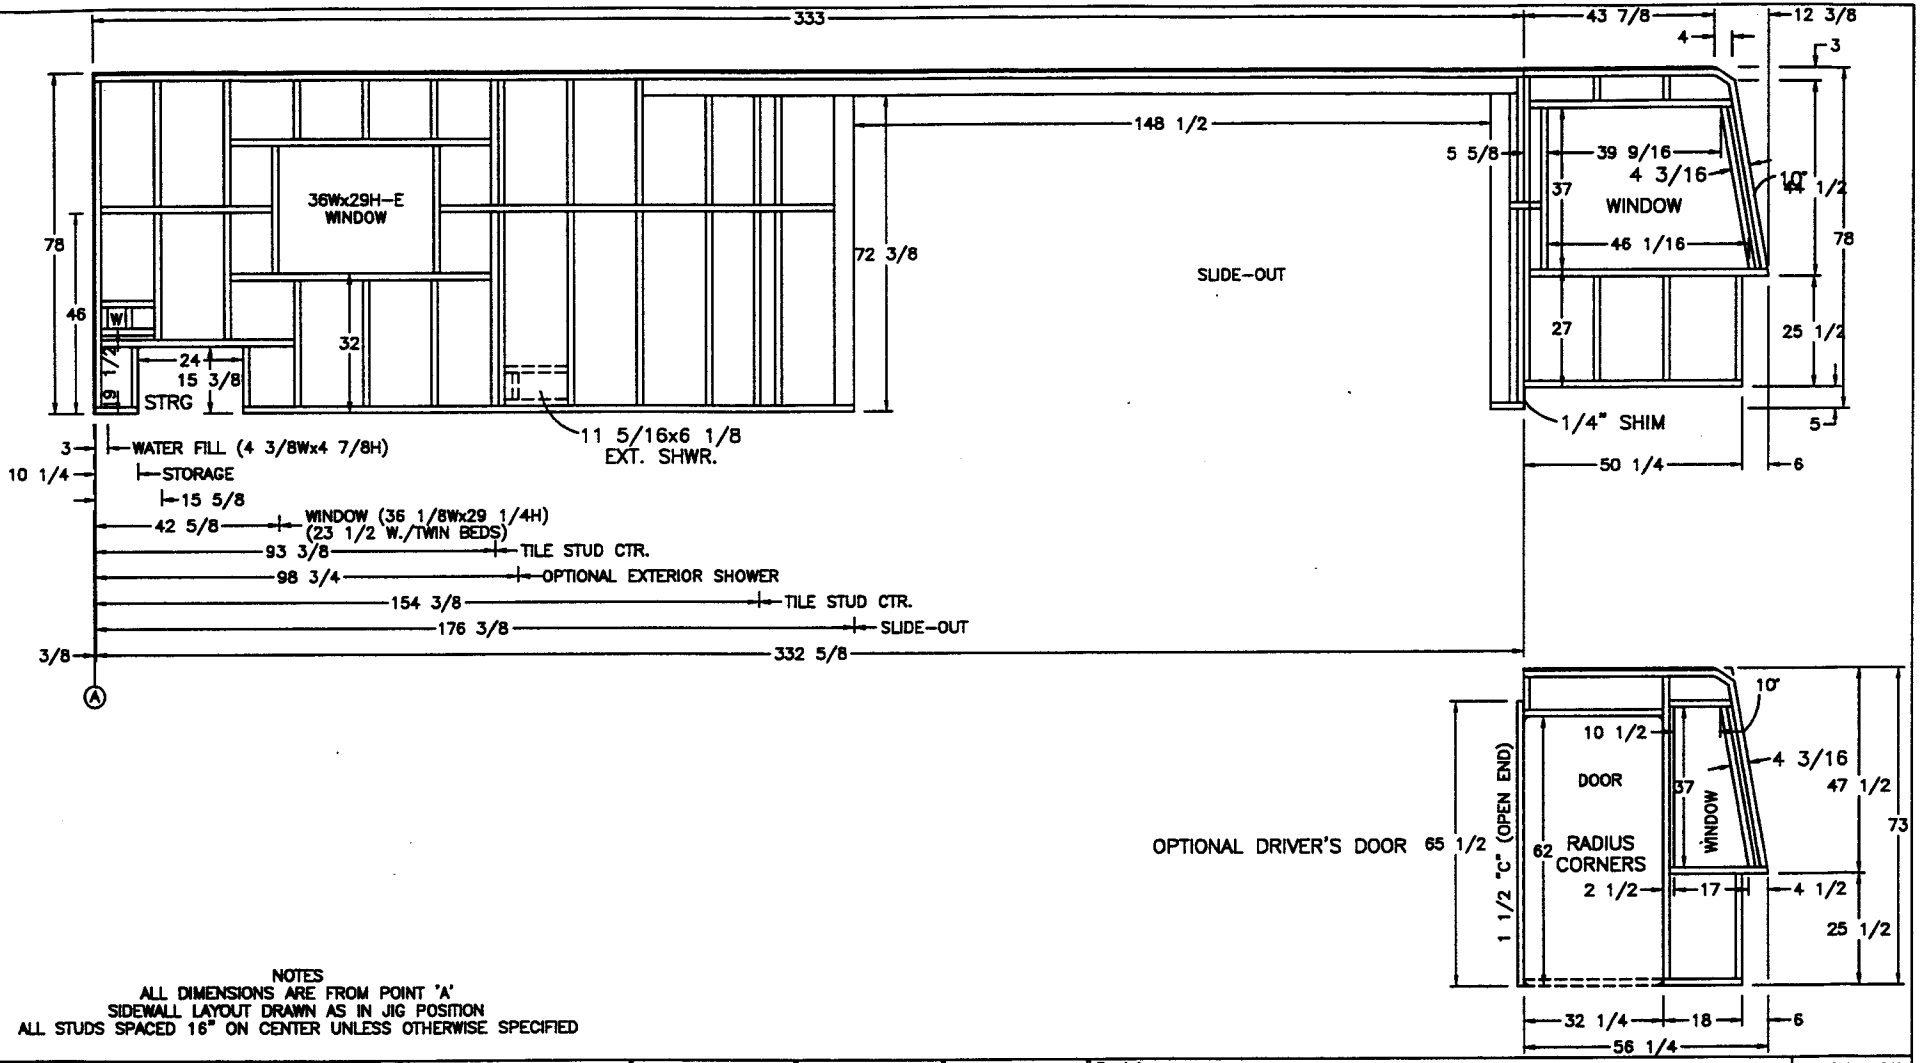 333
43 7/8
12 3/8
4
3
148 1/2
5 5/8
39 9/16
4 3/16
10°
44 1/2
36Wx29H-E
WINDOW
37
WINDOW
46 1/16
78
78
72 3/8
SLIDE-OUT
46
W
32
27
25 1/2
19 1/2
24
15 3/8
STRG
11 5/16x6 1/8
EXT. SHWR.
1/4" SHIM
5
3
WATER FILL (4 3/8Wx4 7/8H)
50 1/4
6
10 1/4
STORAGE
15 5/8
42 5/8
WINDOW (36 1/8Wx29 1/4H)
(23 1/2 W./TWIN BEDS)
93 3/8
TILE STUD CTR.
98 3/4
OPTIONAL EXTERIOR SHOWER
154 3/8
TILE STUD CTR.
176 3/8
SLIDE-OUT
3/8
332 5/8
A
10°
10 1/2
4 3/16
DOOR
37
WINDOW
47 1/2
73
OPTIONAL DRIVER'S DOOR
65 1/2
1 1/2 "C" (OPEN END)
62
RADIUS
CORNERS
2 1/2
17
4 1/2
25 1/2
32 1/4
18
6
56 1/4
NOTES
ALL DIMENSIONS ARE FROM POINT 'A'
SIDEWALL LAYOUT DRAWN AS IN JIG POSITION
ALL STUDS SPACED 16" ON CENTER UNLESS OTHERWISE SPECIFIED